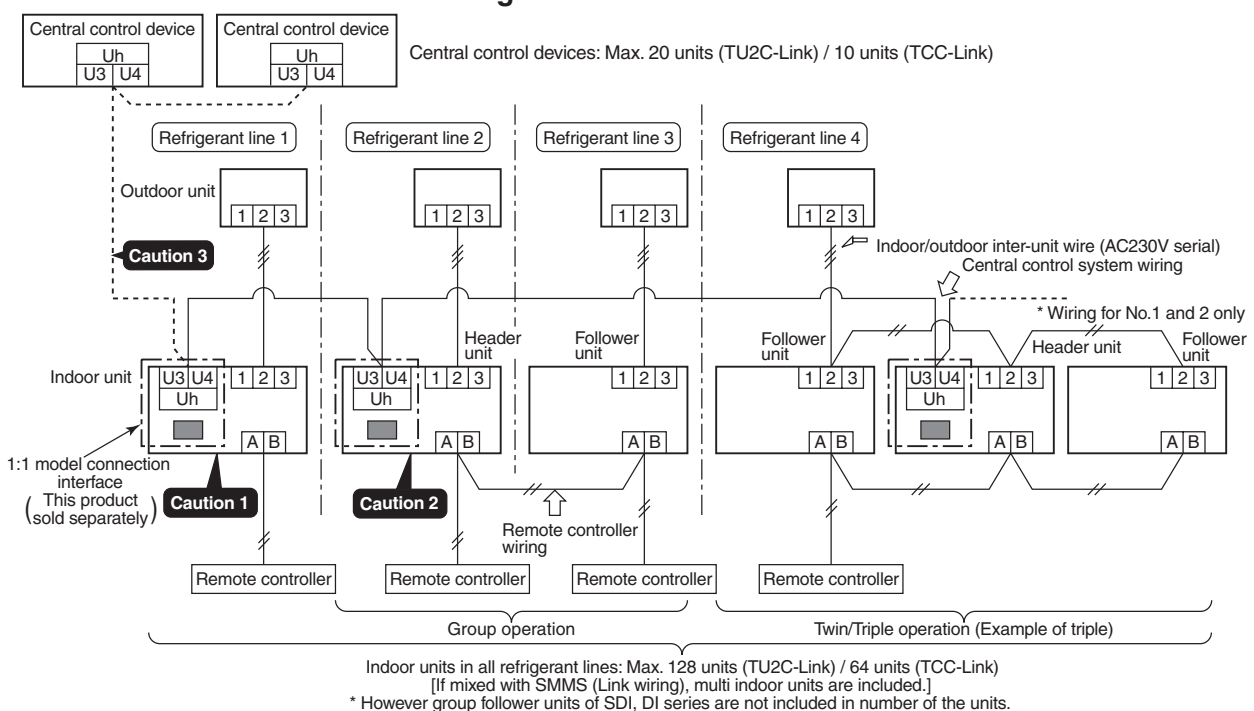 Central control device
Central control device
Uh
U3 U4
Uh
U3 U4
Central control devices: Max. 20 units (TU2C-Link) / 10 units (TCC-Link)
Refrigerant line 1
Refrigerant line 2
Refrigerant line 3
Refrigerant line 4
Outdoor unit
1 2 3
1 2 3
1 2 3
1 2 3
Caution 3
Indoor/outdoor inter-unit wire (AC230V serial)
Central control system wiring
* Wiring for No.1 and 2 only
Header
unit
Follower
unit
Follower
unit
Header unit
Follower
unit
Indoor unit
U3 U4
1 2 3
U3 U4
1 2 3
1 2 3
1 2 3
U3 U4
1 2 3
1 2 3
Uh
Uh
Uh
A B
A B
A B
A B
A B
A B
1:1 model connection
interface
(This product
sold separately)
Caution 1
Caution 2
Remote controller
wiring
Remote controller
Remote controller
Remote controller
Remote controller
Group operation
Twin/Triple operation (Example of triple)
Indoor units in all refrigerant lines: Max. 128 units (TU2C-Link) / 64 units (TCC-Link)
[If mixed with SMMS (Link wiring), multi indoor units are included.]
* However group follower units of SDI, DI series are not included in number of the units.